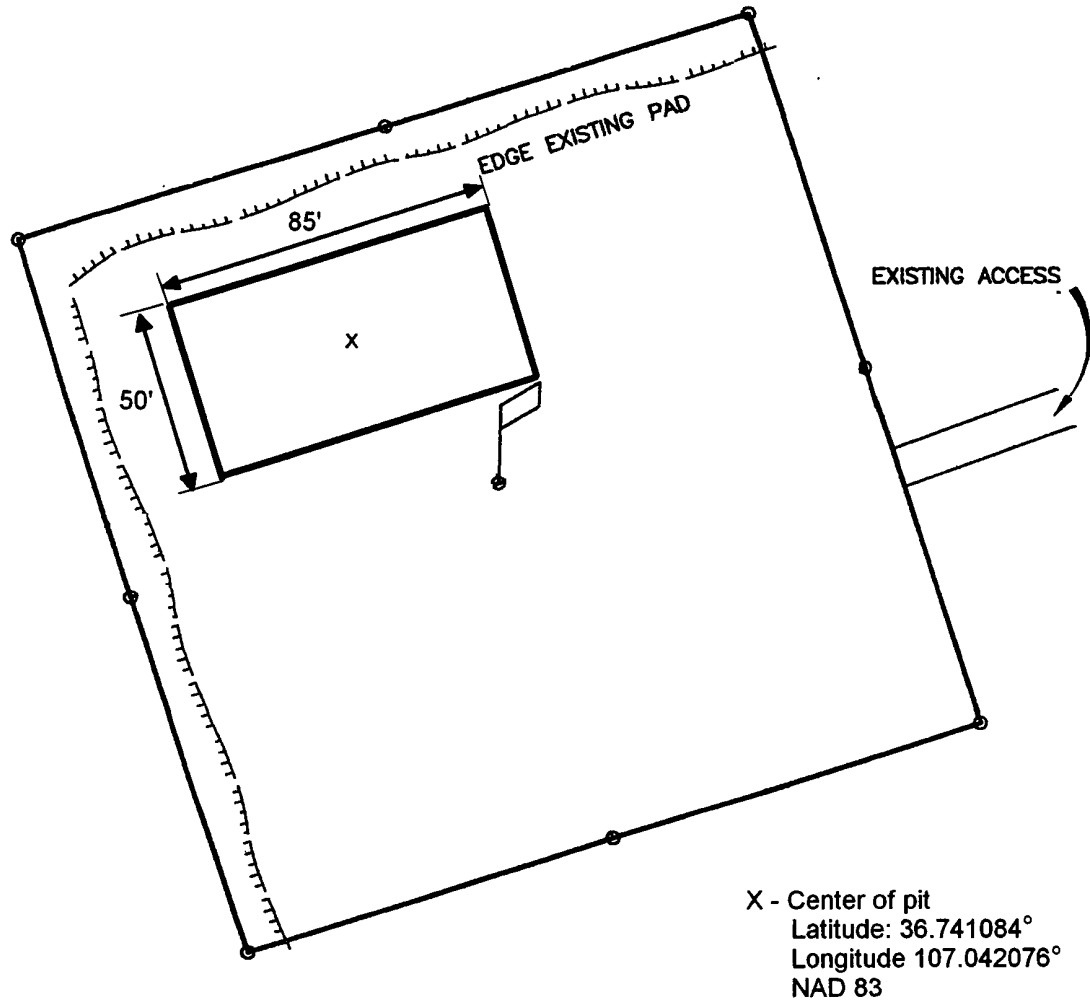 EDGE EXISTING PAD
85'
EXISTING ACCESS
X
50'
X - Center of pit
Latitude: 36.741084°
Longitude 107.042076°
NAD 83